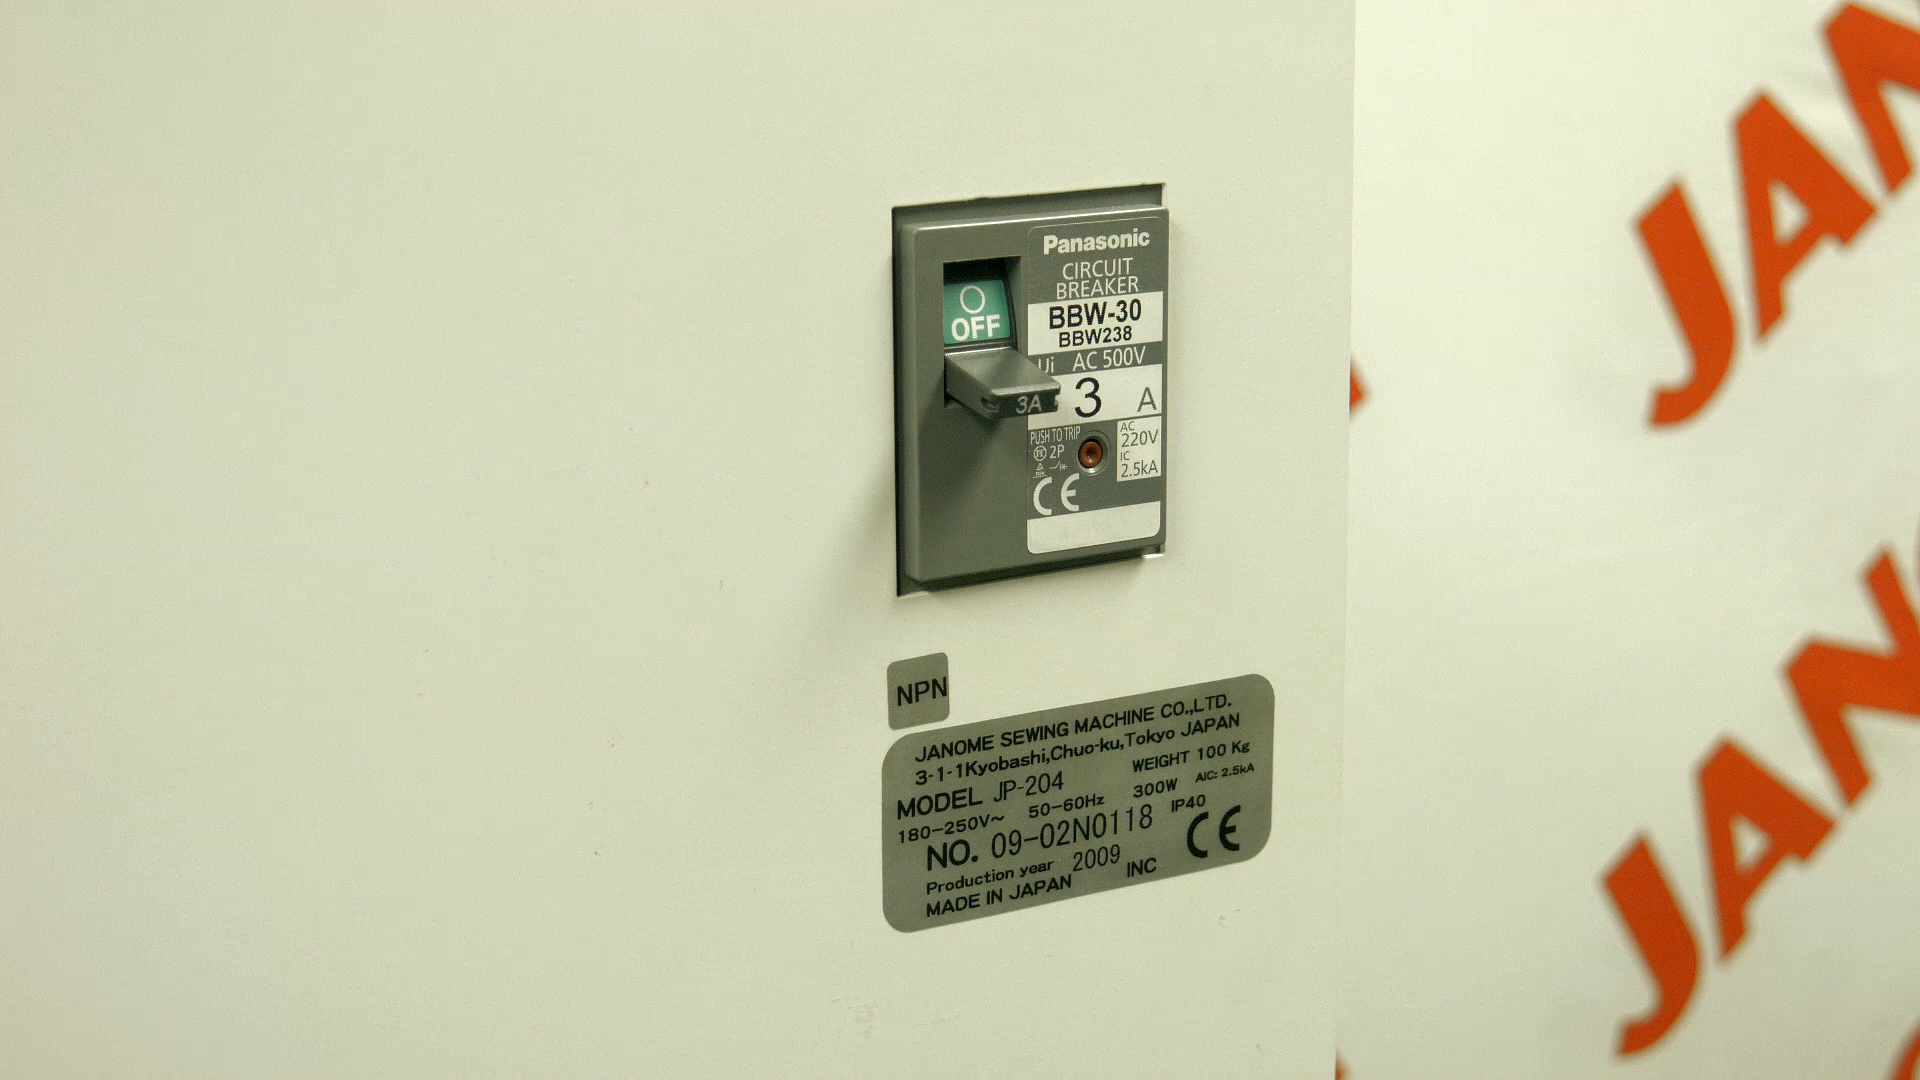 Panasonic
CIRCUIT
BREAKER
BBW-30
BBW238
Ui AC 500V
3 A
O
OFF
3A
PUSH TO TRIP
2P
AC
220V
IC
2.5kA
CE
NPN
JANOME SEWING MACHINE CO.,LTD.
3-1-1Kyobashi,Chuo-ku,Tokyo JAPAN
MODEL JP-204 WEIGHT 100 Kg
180-250V~ 50-60Hz 300W AIC: 2.5kA
NO. 09-02N0118 IP40
Production year 2009 CE
MADE IN JAPAN INC
JAN
JANO
JANO